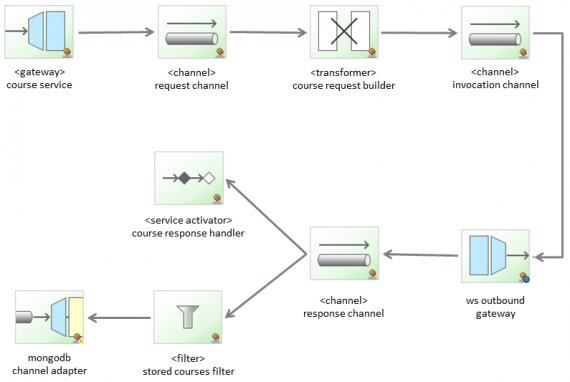 <gateway>
course service
<channel>
request channel
<transformer>
course request builder
<channel>
invocation channel
<service activator>
course response handler
<channel>
response channel
ws outbound
gateway
mongodb
channel adapter
<filter>
stored courses filter